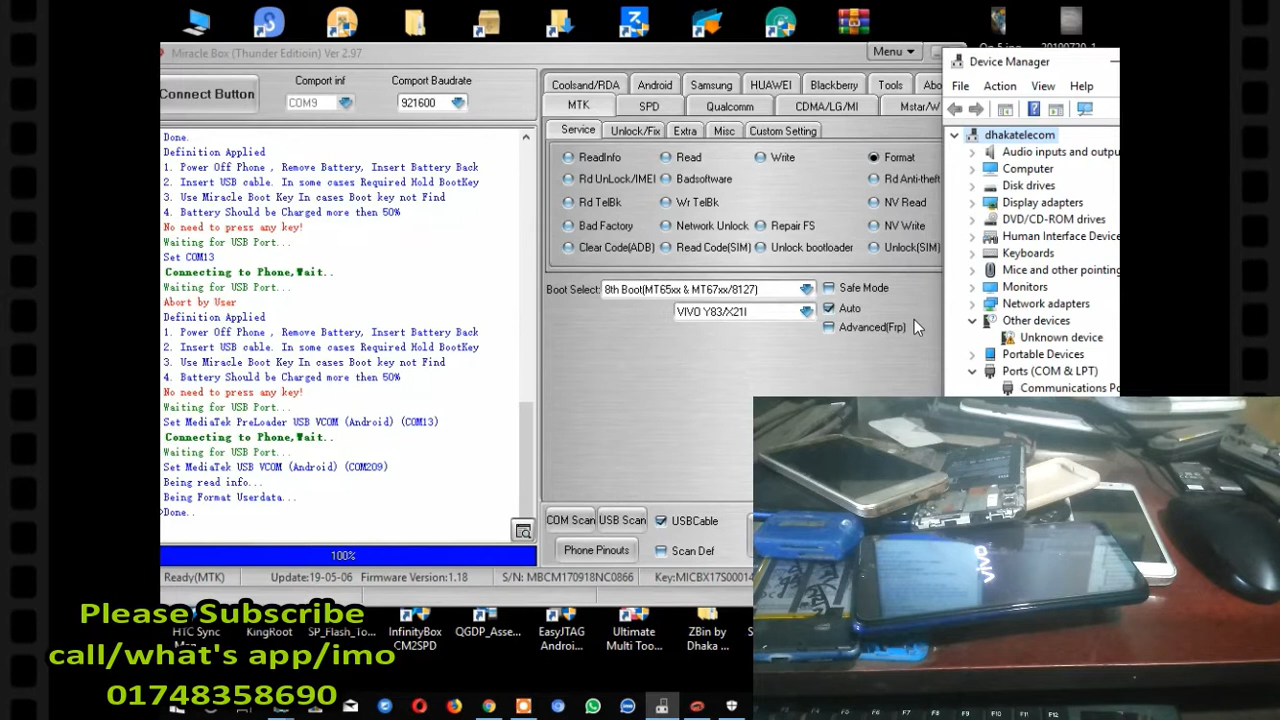 Miracle Box (Thunder Editioin) Ver 2.97
Menu
Connect Button
Comport inf
Comport Baudrate
COM9
921600
Coolsand/RDA
Android
Samsung
HUAWEI
Blackberry
Tools
Abo
MTK
SPD
Qualcomm
CDMA/LG/MI
Mstar/W
Service
Unlock/Fix
Extra
Misc
Custom Setting
ReadInfo
Read
Write
Format
Rd UnLock/IMEI
Badsoftware
Rd Anti-theft
Rd TelBk
Wr TelBk
NV Read
Bad Factory
Network Unlock
Repair FS
NV Write
Clear Code(ADB)
Read Code(SIM)
Unlock bootloader
Unlock(SIM)
Boot Select:
8th Boot(MT65xx & MT67xx/8127)
Safe Mode
VIVO Y83/X21I
Auto
Advanced(Frp)
Done.
Definition Applied
1. Power Off Phone , Remove Battery, Insert Battery Back
2. Insert USB cable. In some cases Required Hold BootKey
3. Use Miracle Boot Key In cases Boot key not Find
4. Battery Should be Charged more then 50%
No need to press any key!
Waiting for USB Port...
Set COM13
Connecting to Phone,Wait..
Waiting for USB Port...
Abort by User
Definition Applied
1. Power Off Phone , Remove Battery, Insert Battery Back
2. Insert USB cable. In some cases Required Hold BootKey
3. Use Miracle Boot Key In cases Boot key not Find
4. Battery Should be Charged more then 50%
No need to press any key!
Waiting for USB Port...
Set MediaTek PreLoader USB VCOM (Android) (COM13)
Connecting to Phone,Wait..
Waiting for USB Port...
Set MediaTek USB VCOM (Android) (COM209)
Being read info...
Being Format Userdata...
>Done..
100%
COM Scan
USB Scan
USBCable
Phone Pinouts
Scan Def
Ready(MTK)
Update:19-05-06
Firmware Version:1.18
S/N: MBCM170918NC0866
Key:MICBX17S00014
Device Manager
File
Action
View
Help
dhakatelecom
Audio inputs and outpu
Computer
Disk drives
Display adapters
DVD/CD-ROM drives
Human Interface Device
Keyboards
Mice and other pointing
Monitors
Network adapters
Other devices
Unknown device
Portable Devices
Ports (COM & LPT)
Communications Po
vivo
HTC Sync
KingRoot
SP_Flash_To...
InfinityBox
CM2SPD
QGDP_Asse...
EasyJTAG
Androi...
Ultimate
Multi Too...
ZBin by
Dhaka ...
Please Subscribe
call/what's app/imo
01748358690